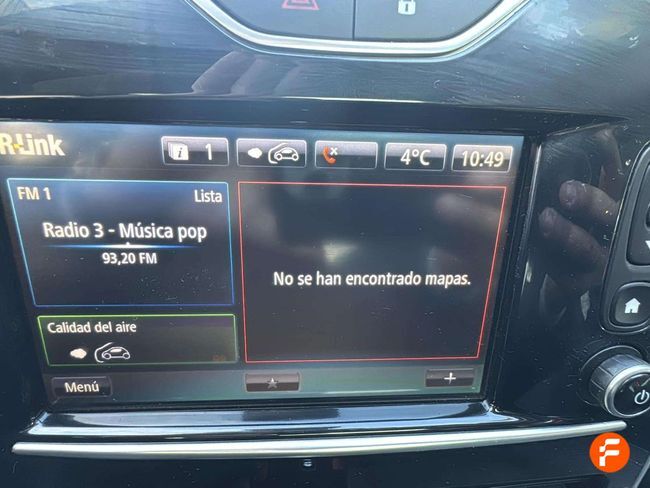 R-Link
1
4°C
10:49
FM 1
Lista
Radio 3 - Música pop
93,20 FM
No se han encontrado mapas.
Calidad del aire
Menú